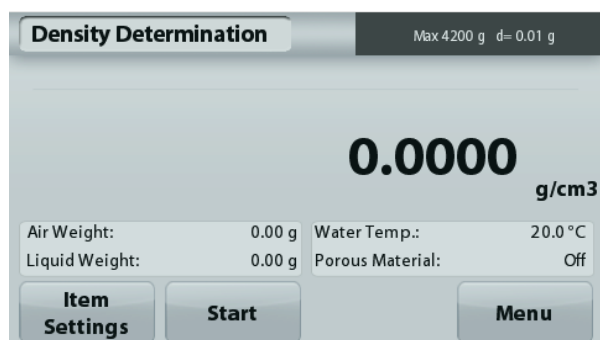 Density Determination
Max 4200 g d= 0.01 g
0.0000
g/cm3
Air Weight: 0.00 g
Liquid Weight: 0.00 g
Water Temp.: 20.0°C
Porous Material: Off
Item
Settings
Start
Menu